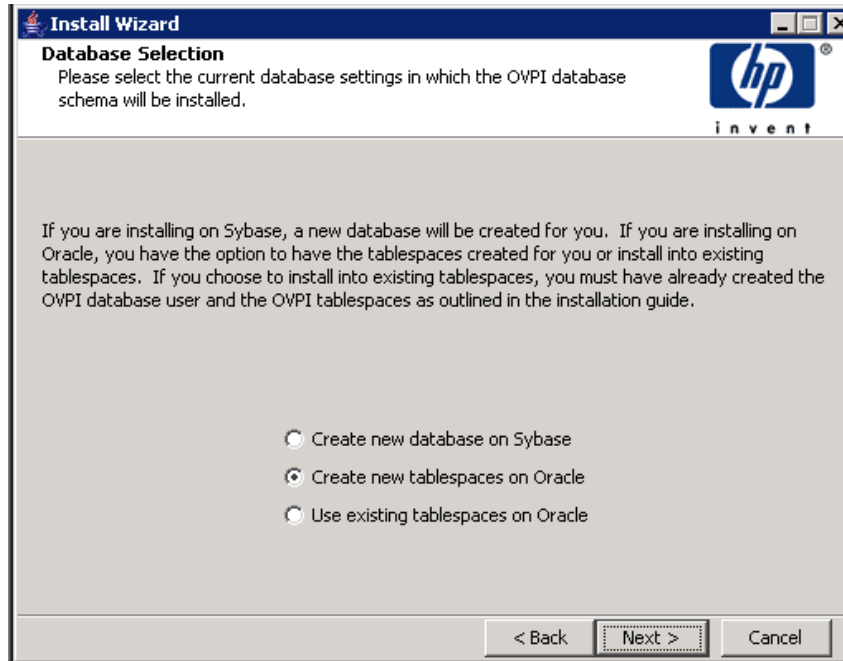 Install Wizard
Database Selection
Please select the current database settings in which the OVPI database
schema will be installed.
hp
®
invent
If you are installing on Sybase, a new database will be created for you. If you are installing on
Oracle, you have the option to have the tablespaces created for you or install into existing
tablespaces. If you choose to install into existing tablespaces, you must have already created the
OVPI database user and the OVPI tablespaces as outlined in the installation guide.
Create new database on Sybase
Create new tablespaces on Oracle
Use existing tablespaces on Oracle
< Back
Next >
Cancel